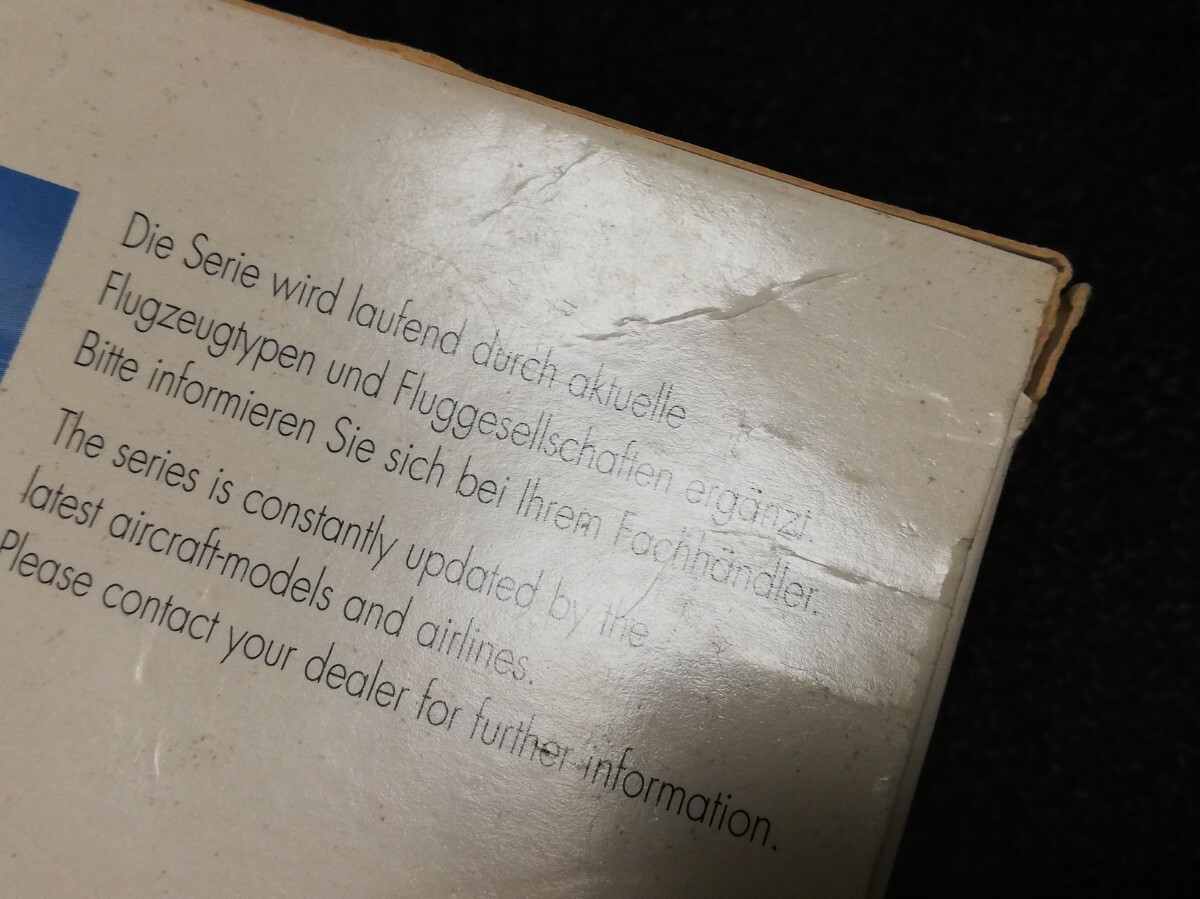 Die Serie wird laufend durch aktuelle
Flugzeugtypen und Fluggesellschaften ergänzt.
Bitte informieren Sie sich bei Ihrem Fachhändler.
The series is constantly updated by the
latest aircraft-models and airlines.
Please contact your dealer for further information.